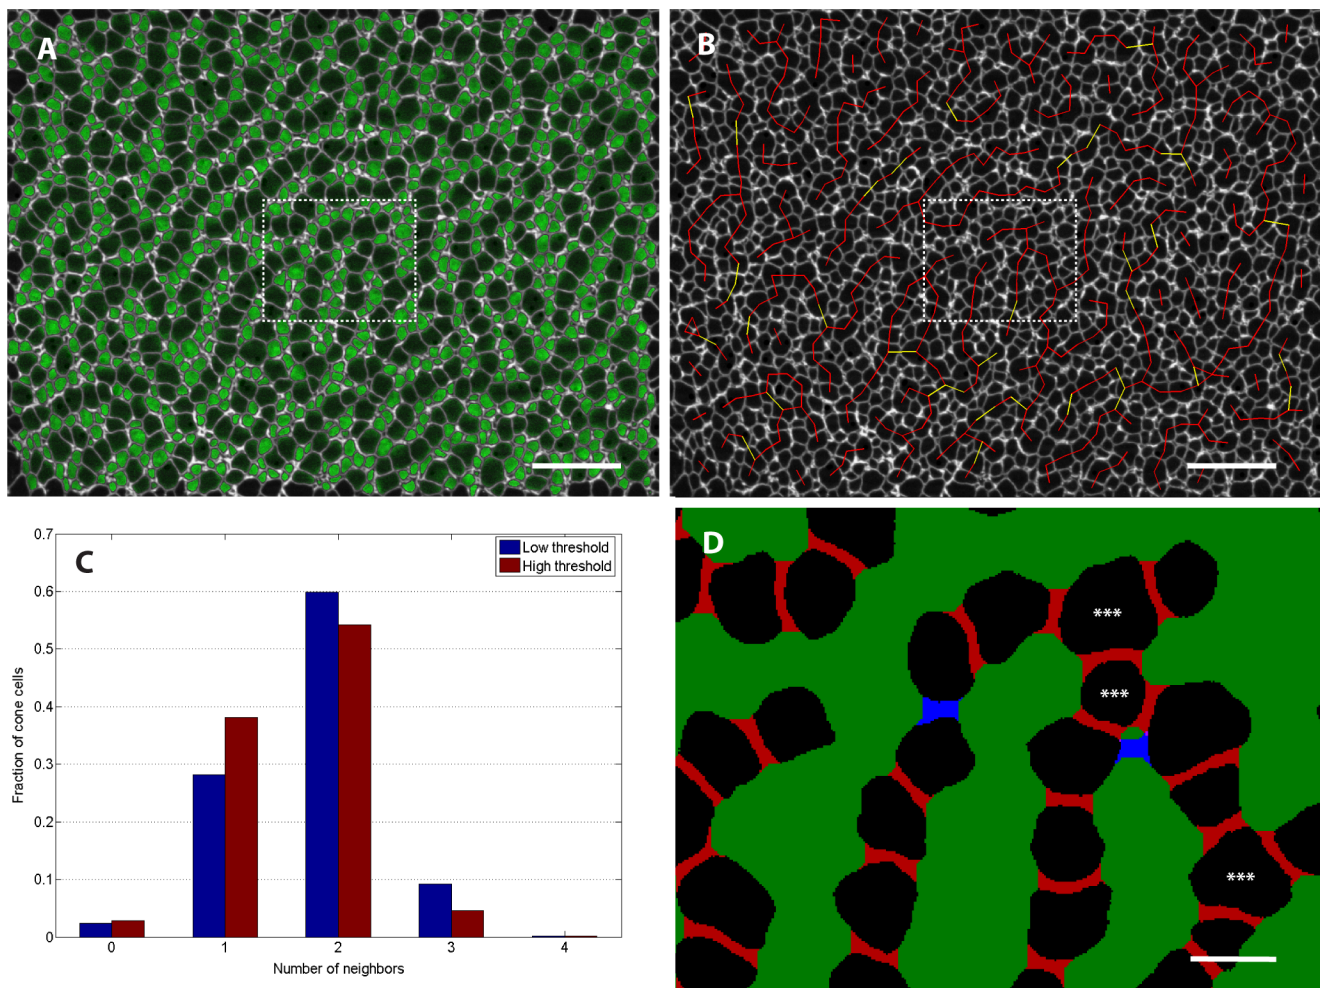 A
B
C
0.7
0.6
0.5
0.4
0.3
0.2
0.1
0
Fraction of cone cells
Low threshold
High threshold
0 1 2 3 4
Number of neighbors
D
***
***
***